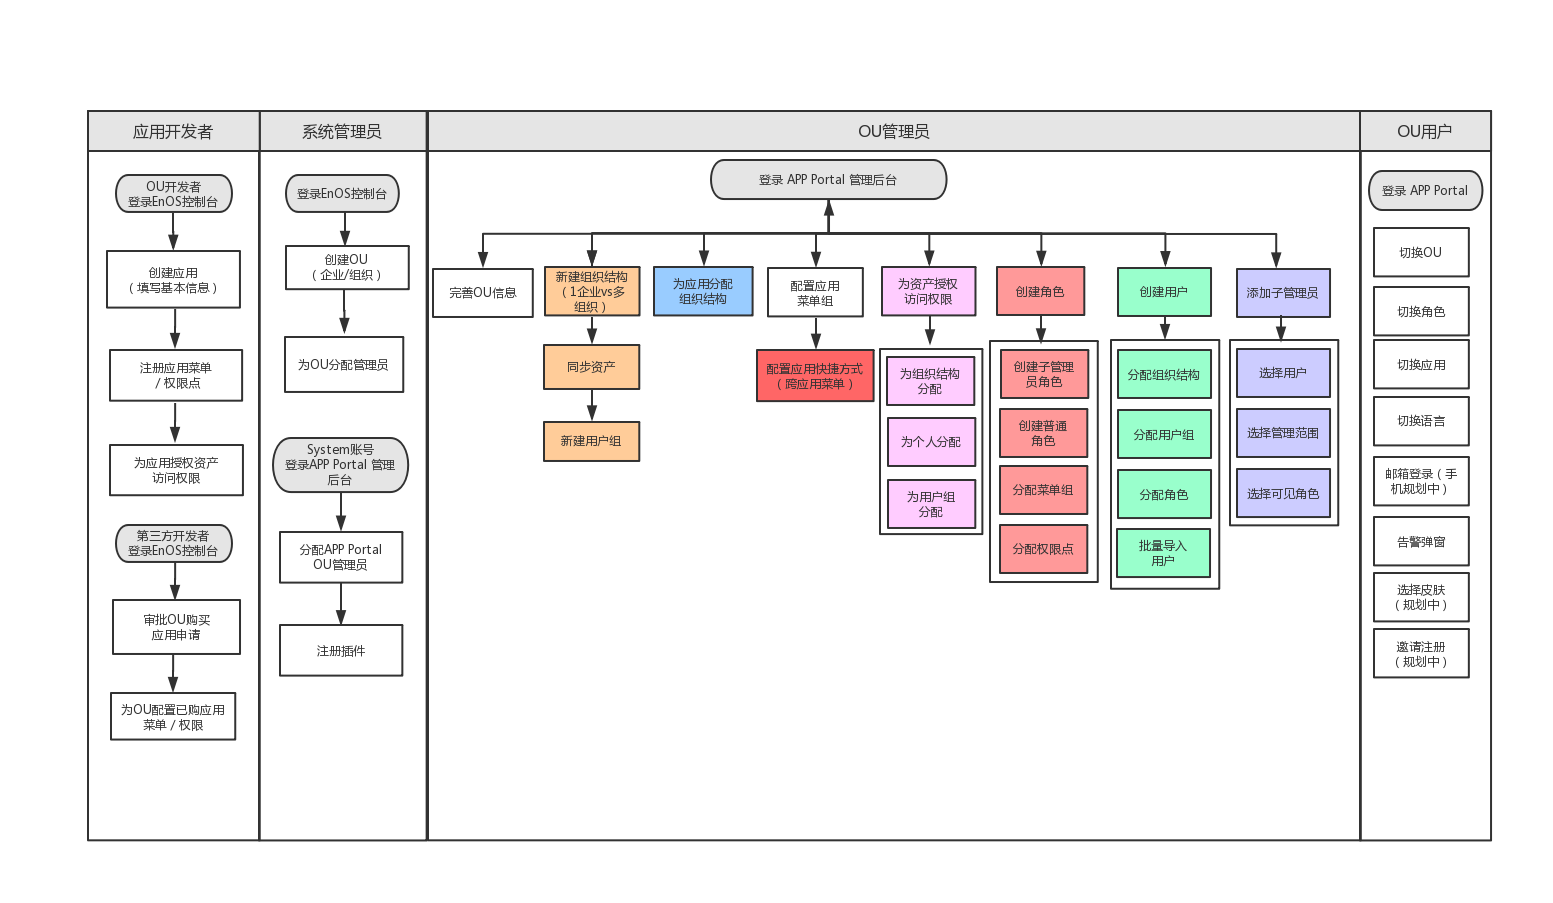 应用开发者
系统管理员
OU管理员
OU用户
OU开发者
登录EnOS控制台
创建应用
（填写基本信息）
注册应用菜单
/ 权限点
为应用授权资产
访问权限
第三方开发者
登录EnOS控制台
审批OU购买
应用申请
为OU配置已购应用
菜单 / 权限
登录EnOS控制台
创建OU
（企业/组织）
为OU分配管理员
System账号
登录APP Portal 管理
后台
分配APP Portal
OU管理员
注册插件
登录 APP Portal 管理后台
完善OU信息
新建组织结构
（1企业vs多
组织）
同步资产
新建用户组
为应用分配
组织结构
配置应用
菜单组
配置应用快捷方式
（跨应用菜单）
为资产授权
访问权限
为组织结构
分配
为个人分配
为用户组
分配
创建角色
创建子管理
员角色
创建普通
角色
分配菜单组
分配权限点
创建用户
分配组织结构
分配用户组
分配角色
批量导入
用户
添加子管理员
选择用户
选择管理范围
选择可见角色
登录 APP Portal
切换OU
切换角色
切换应用
切换语言
邮箱登录（手
机规划中）
告警弹窗
选择皮肤
（规划中）
邀请注册
（规划中）